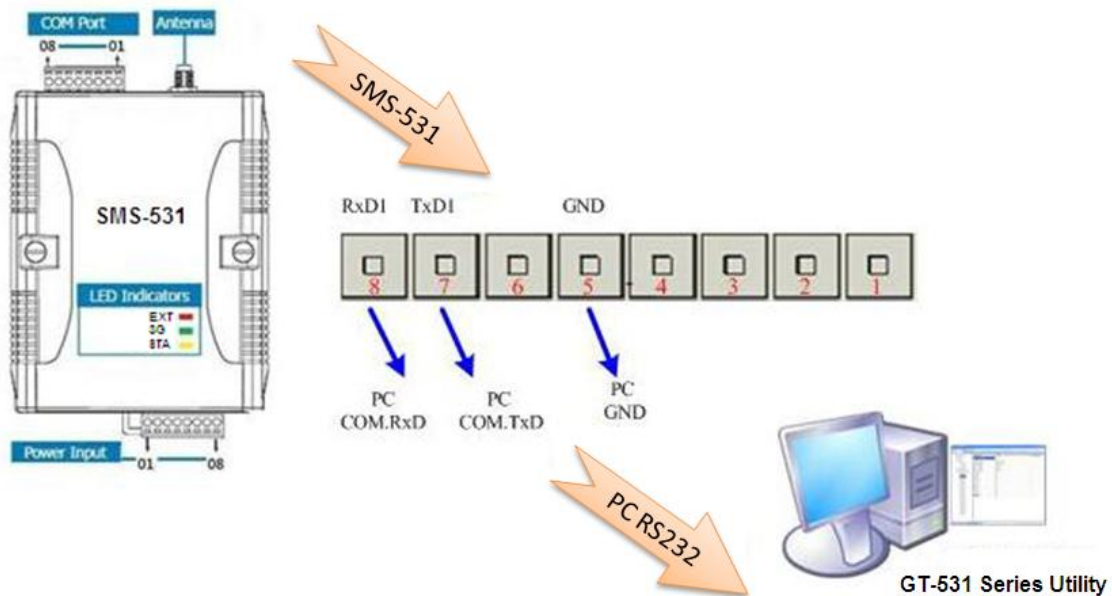 COM Port
Antenna
08
01
SMS-531
SMS-531
LED Indicators
EXT
3G
STA
Power Input
01
08
RxD1 TxD1 GND
8 7 6 5 4 3 2 1
PC
COM.RxD
PC
COM.TxD
PC
GND
PC RS232
GT-531 Series Utility